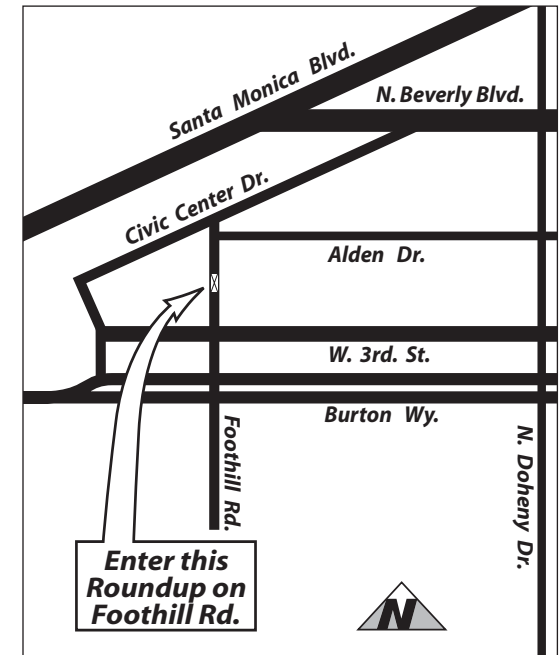 Santa Monica Blvd.
N. Beverly Blvd.
Civic Center Dr.
Alden Dr.
W. 3rd. St.
Burton Wy.
Foothill Rd.
N. Doheny Dr.
Enter this
Roundup on
Foothill Rd.
N